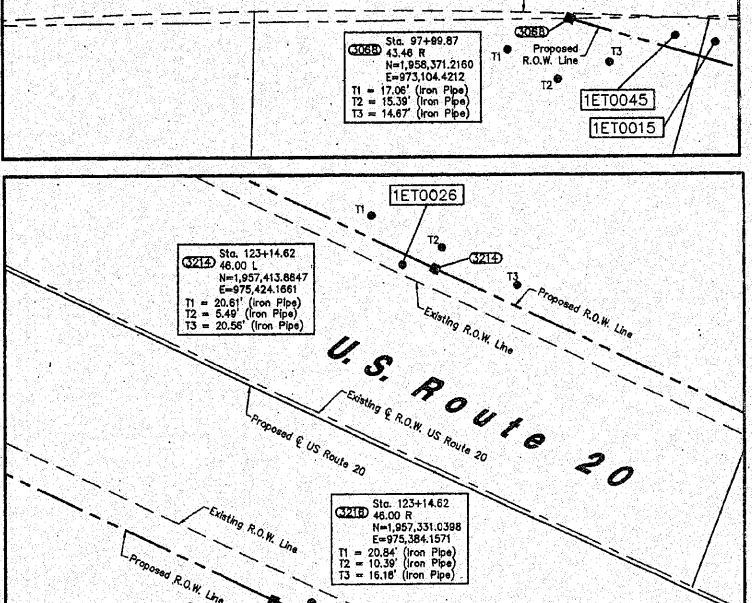 3068
Sta. 97+99.87
43.46 R
N=1,958,371.2160
E=973,104.4212
T1 = 17.06' (Iron Pipe)
T2 = 15.39' (Iron Pipe)
T3 = 14.67' (Iron Pipe)
3068
T1
Proposed
R.O.W. Line
T3
T2
1ET0045
1ET0015
T1
1ET0026
T2
3214
T3
3214
Sta. 123+14.62
46.00 L
N=1,957,413.8647
E=975,424.1661
T1 = 20.61' (Iron Pipe)
T2 = 5.49' (Iron Pipe)
T3 = 20.56' (Iron Pipe)
Proposed R.O.W. Line
Existing R.O.W. Line
U.S. Route 20
Existing ℄ R.O.W. US Route 20
Proposed ℄ US Route 20
3216
Sta. 123+14.62
46.00 R
N=1,957,331.0398
E=975,384.1571
T1 = 20.84' (Iron Pipe)
T2 = 10.39' (Iron Pipe)
T3 = 16.18' (Iron Pipe)
Existing R.O.W. Line
Proposed R.O.W. Line